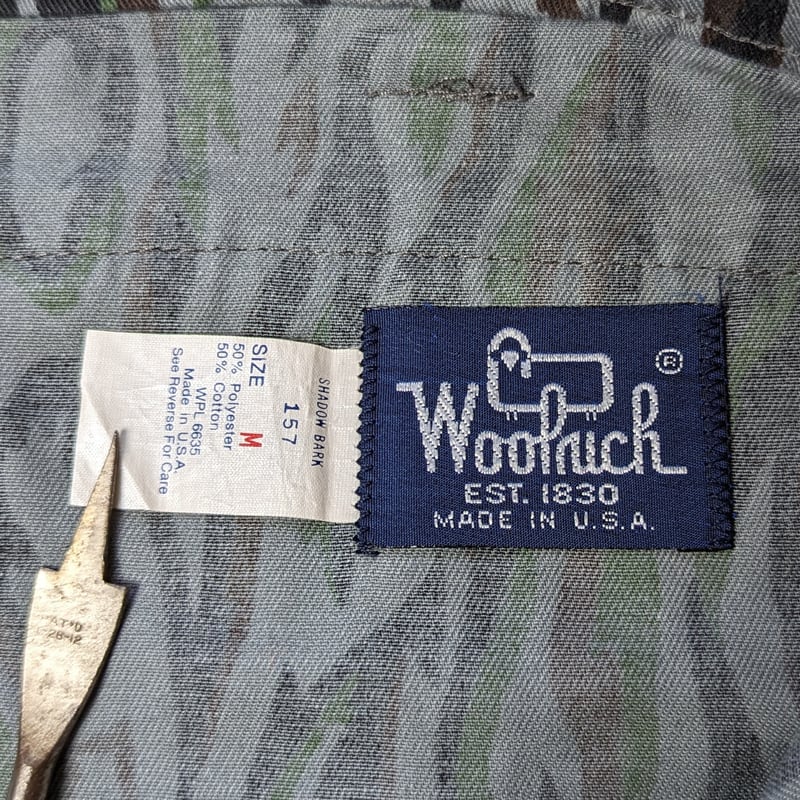 SHADOW BARK
157
SIZE M
50% Polyester
50% Cotton
WPL 6635
Made in U.S.A.
See Reverse For Care
®
Woolrich
EST. 1830
MADE IN U.S.A.